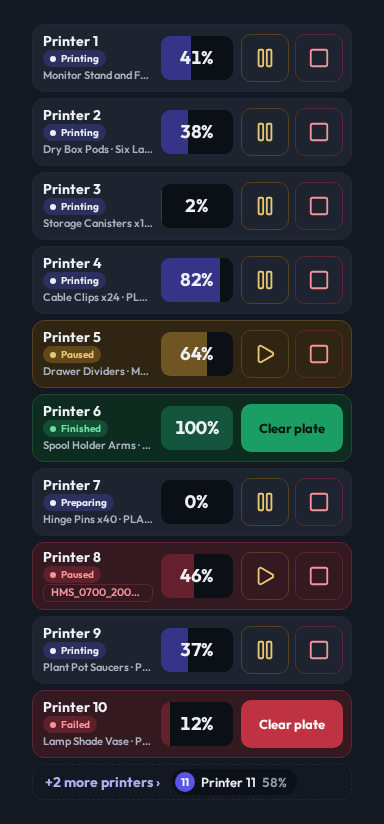 Printer 1
Printing
Monitor Stand and F...
41%
Printer 2
Printing
Dry Box Pods · Six La...
38%
Printer 3
Printing
Storage Canisters x1...
2%
Printer 4
Printing
Cable Clips x24 · PL...
82%
Printer 5
Paused
Drawer Dividers · M...
64%
Printer 6
Finished
Spool Holder Arms · ...
100%
Clear plate
Printer 7
Preparing
Hinge Pins x40 · PLA...
0%
Printer 8
Paused
HMS_0700_200...
46%
Printer 9
Printing
Plant Pot Saucers · P...
37%
Printer 10
Failed
Lamp Shade Vase · P...
12%
Clear plate
+2 more printers › 11 Printer 11 58%